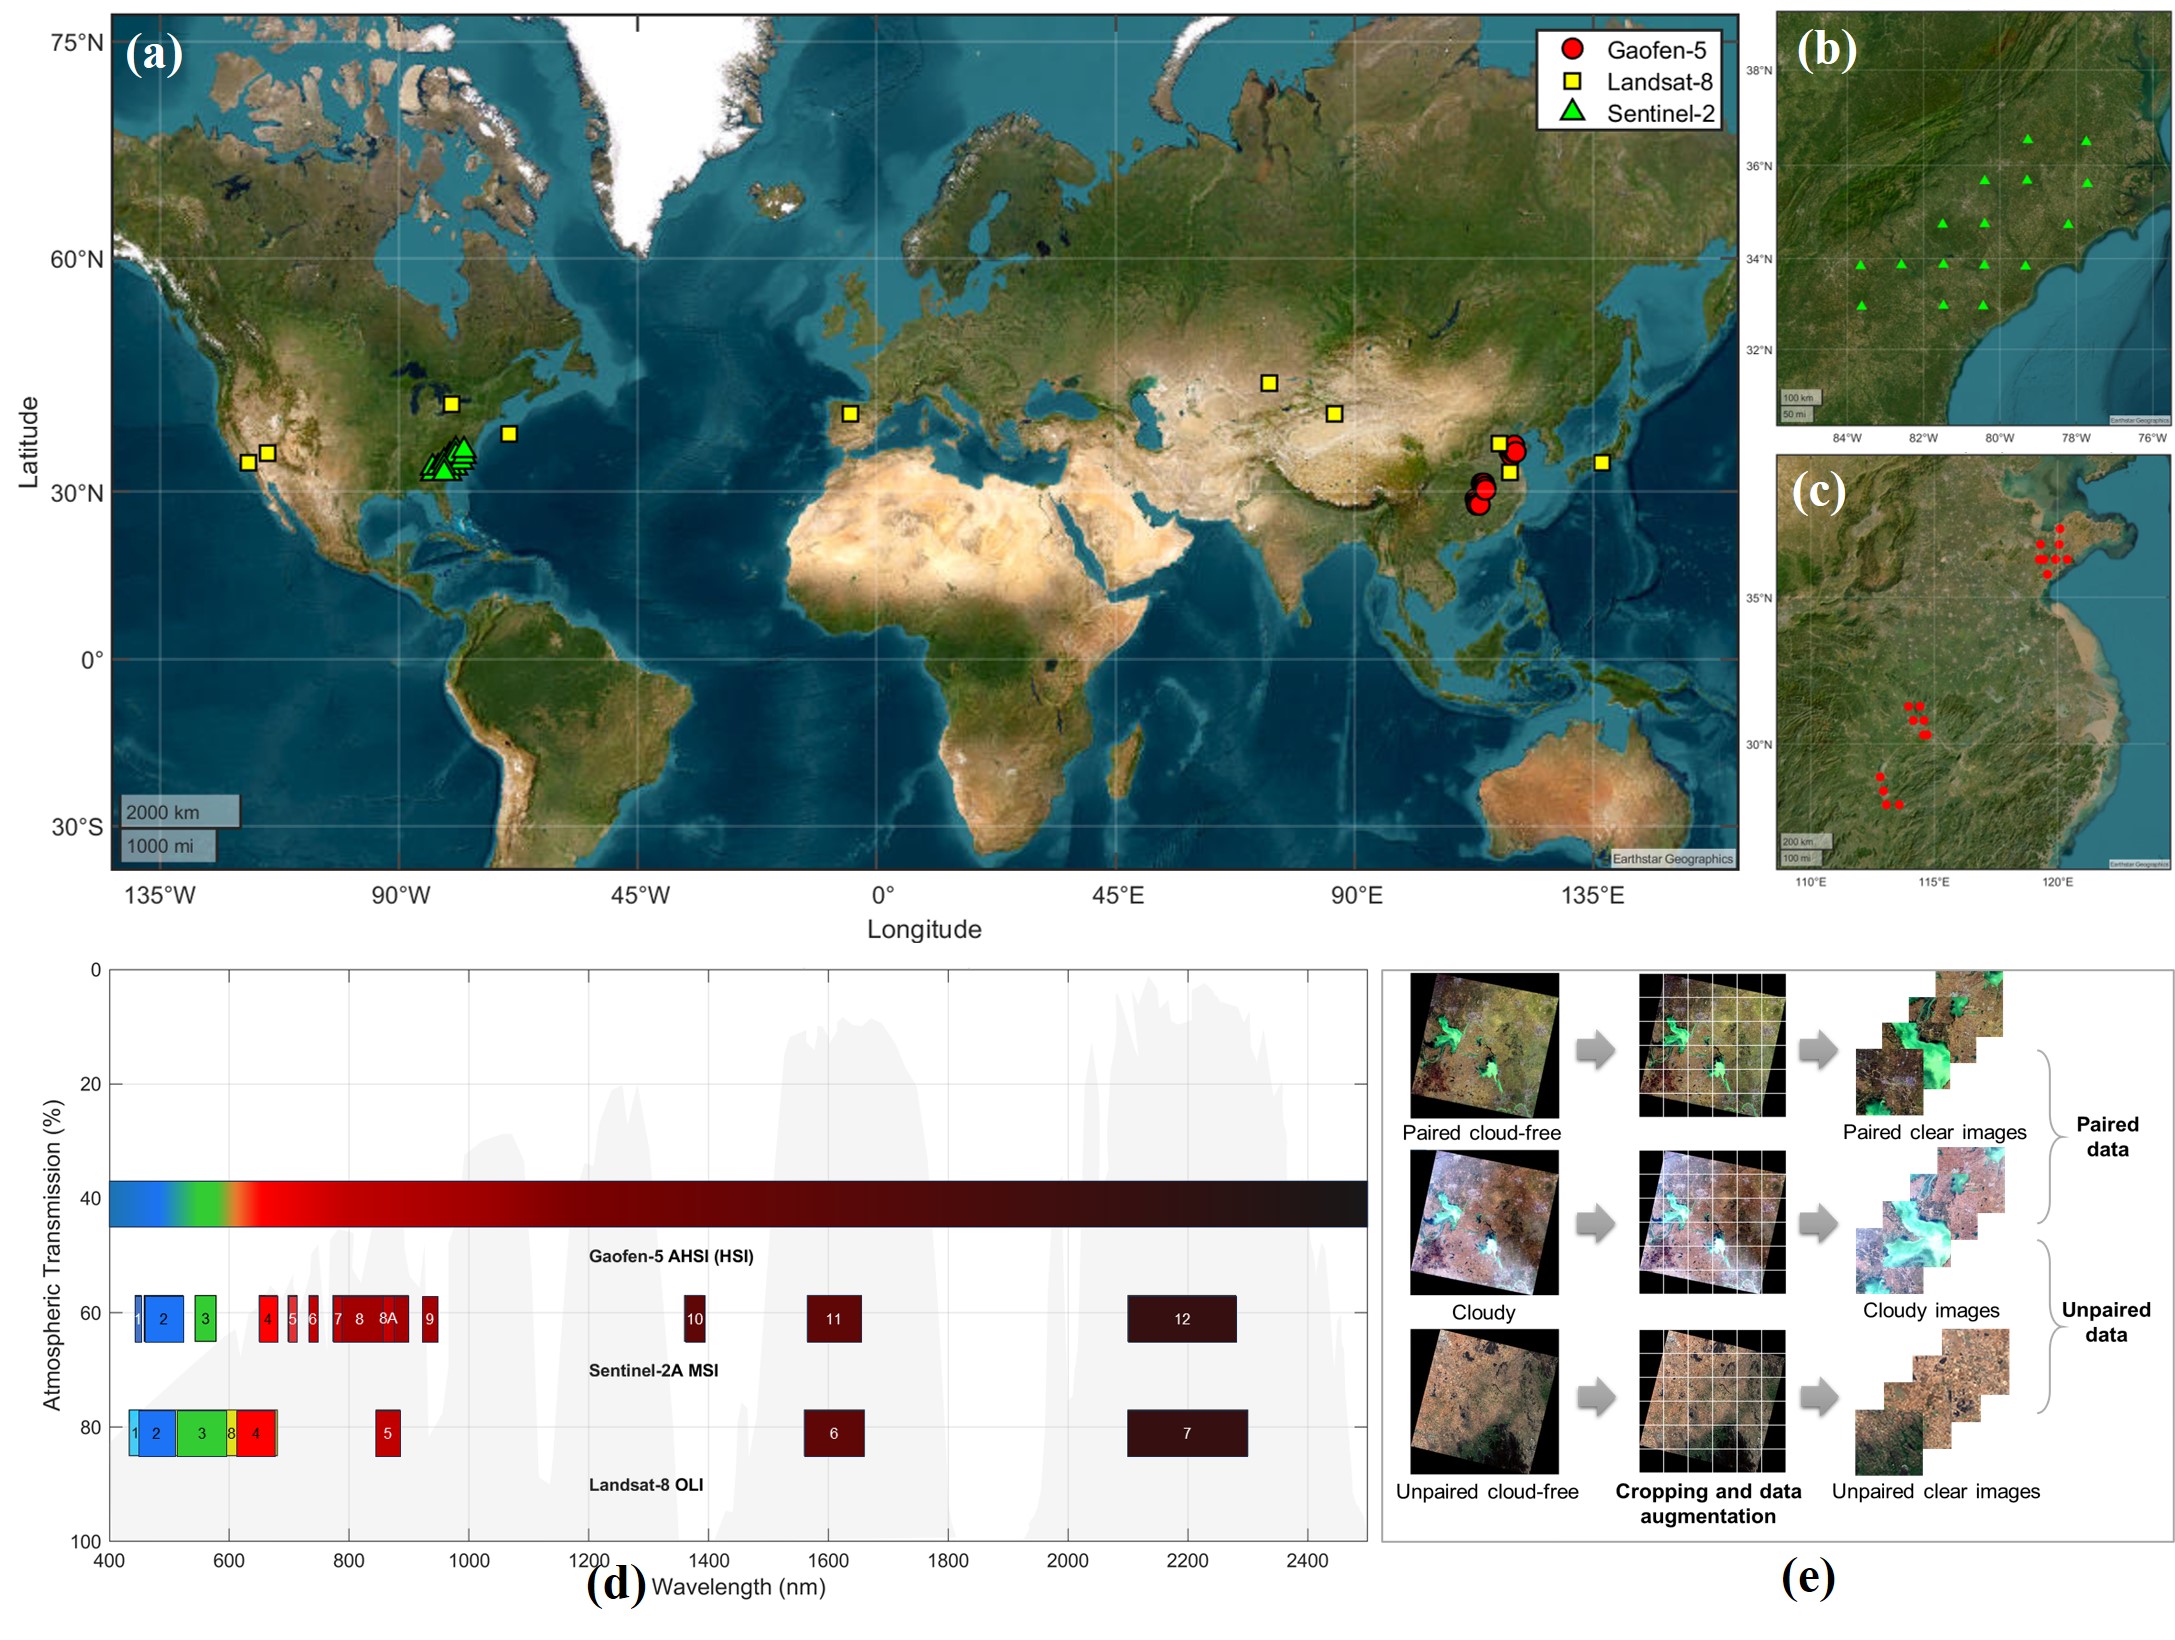 (a)
75°N
60°N
30°N
0°
30°S
Latitude
Gaofen-5
Landsat-8
Sentinel-2
2000 km
1000 mi
Earthstar Geographics
135°W 90°W 45°W 0° 45°E 90°E 135°E
Longitude
(b)
38°N
36°N
34°N
32°N
100 km
50 mi
Earthstar Geographics
84°W 82°W 80°W 78°W 76°W
(c)
35°N
30°N
200 km
100 mi
Earthstar Geographics
110°E 115°E 120°E
0
20
40
60
80
100
Atmospheric Transmission (%)
Gaofen-5 AHSI (HSI)
1 2 3 4 5 6 7 8 8A 9 10 11 12
Sentinel-2A MSI
1 2 3 8 4 5 6 7
Landsat-8 OLI
400 600 800 1000 1200 1400 1600 1800 2000 2200 2400
(d) Wavelength (nm)
Paired cloud-free
Paired clear images
Paired
data
Cloudy
Cloudy images
Unpaired
data
Unpaired cloud-free
Cropping and data
augmentation
Unpaired clear images
(e)